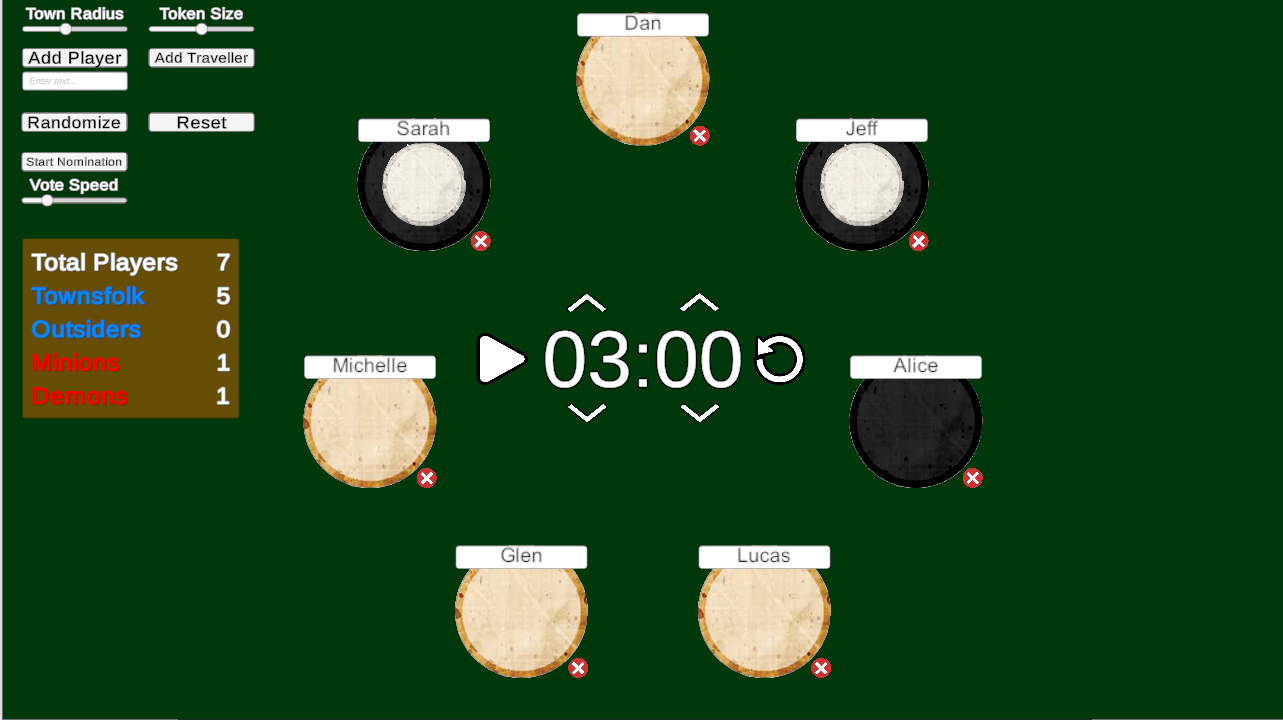 Town Radius
Token Size
Add Player
Add Traveller
Enter text...
Randomize
Reset
Start Nomination
Vote Speed
Total Players 7
Townsfolk 5
Outsiders 0
Minions 1
Demons 1
Dan
Sarah
Jeff
03:00
Michelle
Alice
Glen
Lucas